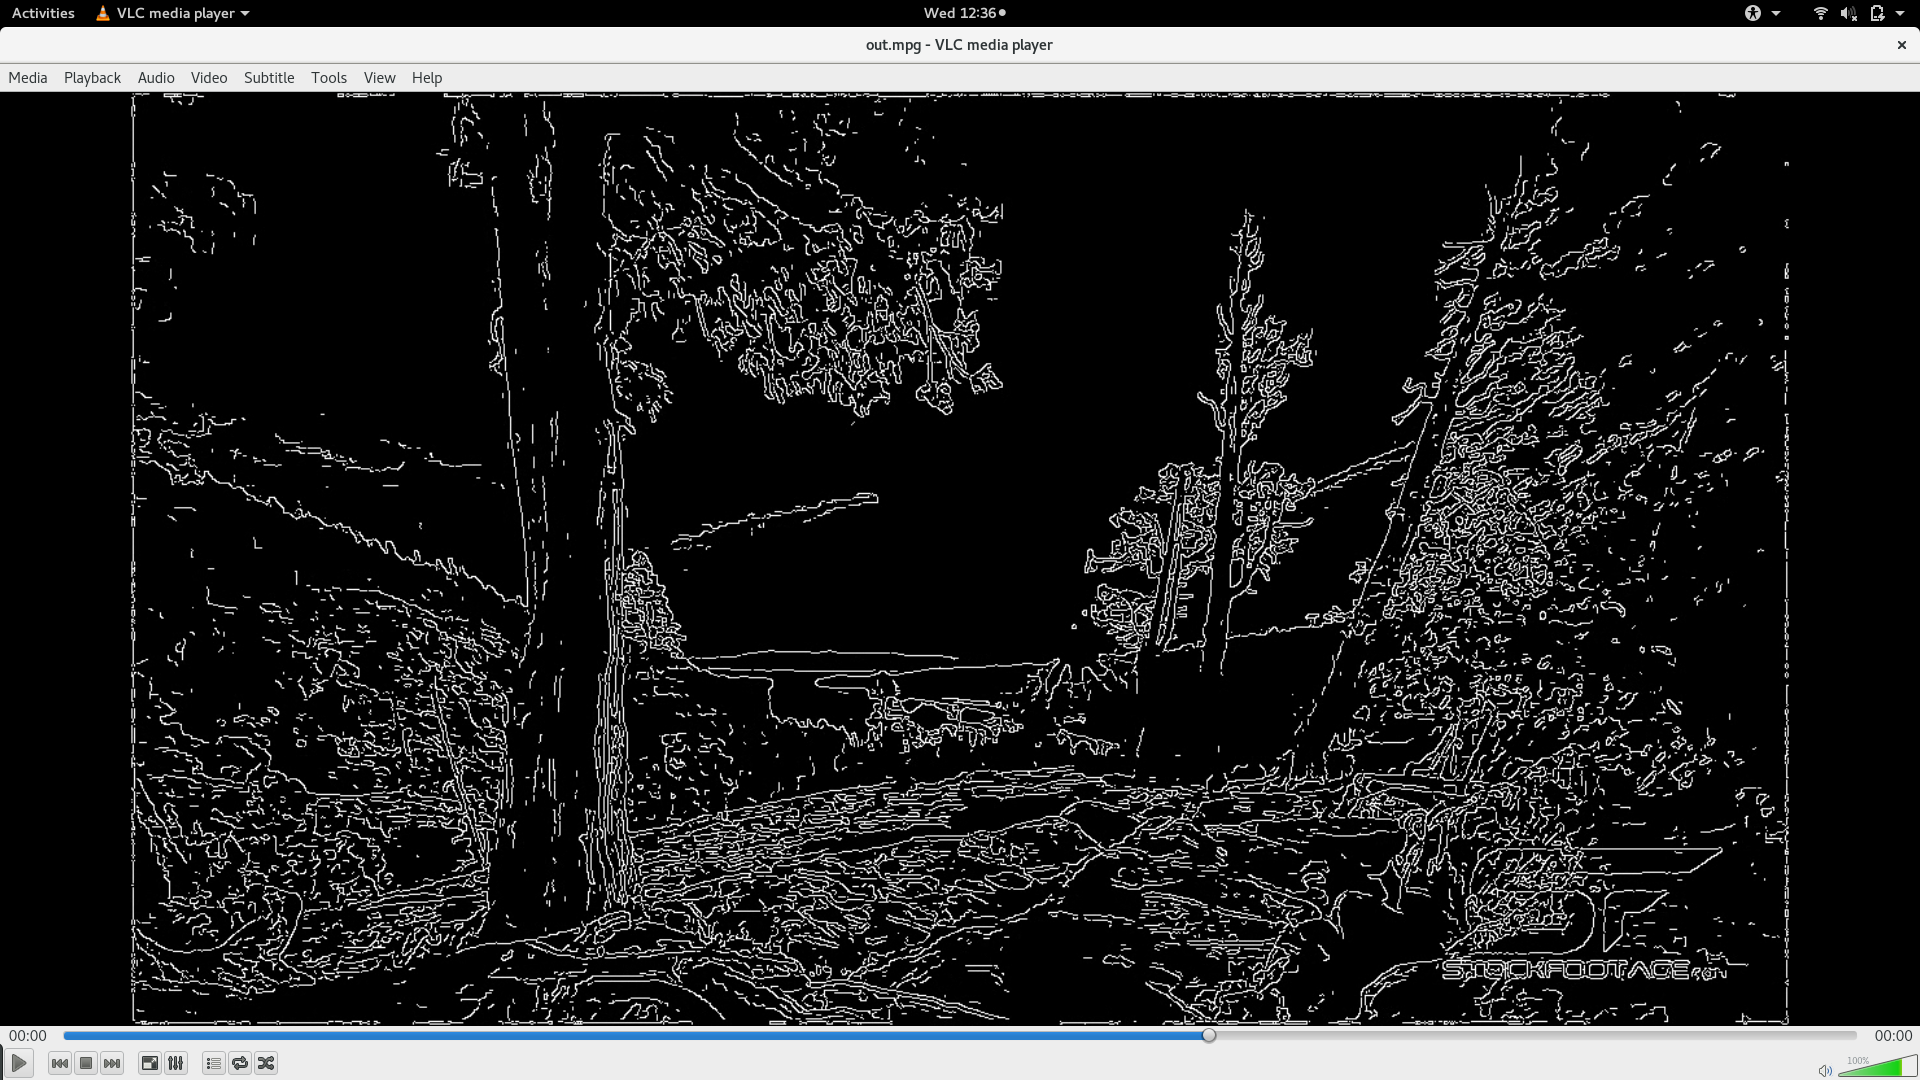 Activities VLC media player Wed 12:36
out.mpg - VLC media player
Media Playback Audio Video Subtitle Tools View Help
STOCKFOOTAGE
00:00 00:00
100%